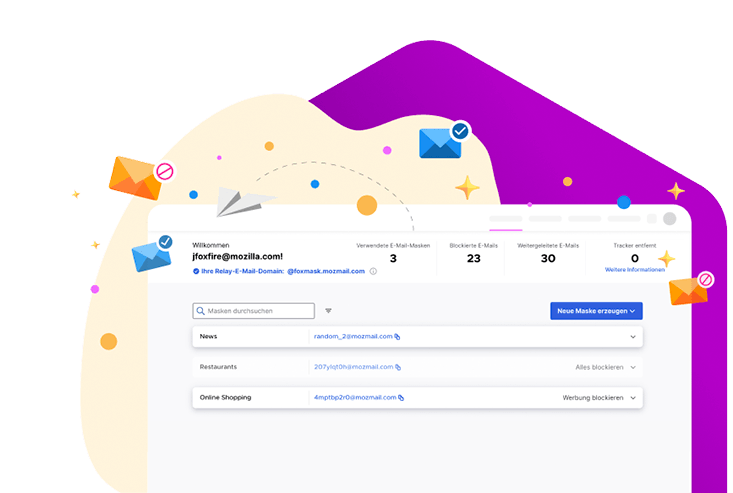 Willkommen
jfoxfire@mozilla.com!
Ihre Relay-E-Mail-Domain: @foxmask.mozmail.com
Verwendete E-Mail-Masken
3
Blockierte E-Mails
23
Weitergeleitete E-Mails
30
Tracker entfernt
0
Weitere Informationen
Masken durchsuchen
Neue Maske erzeugen
News random_2@mozmail.com
Restaurants 207ylqt0h@mozmail.com Alles blockieren
Online Shopping 4mptbp2r0@mozmail.com Werbung blockieren